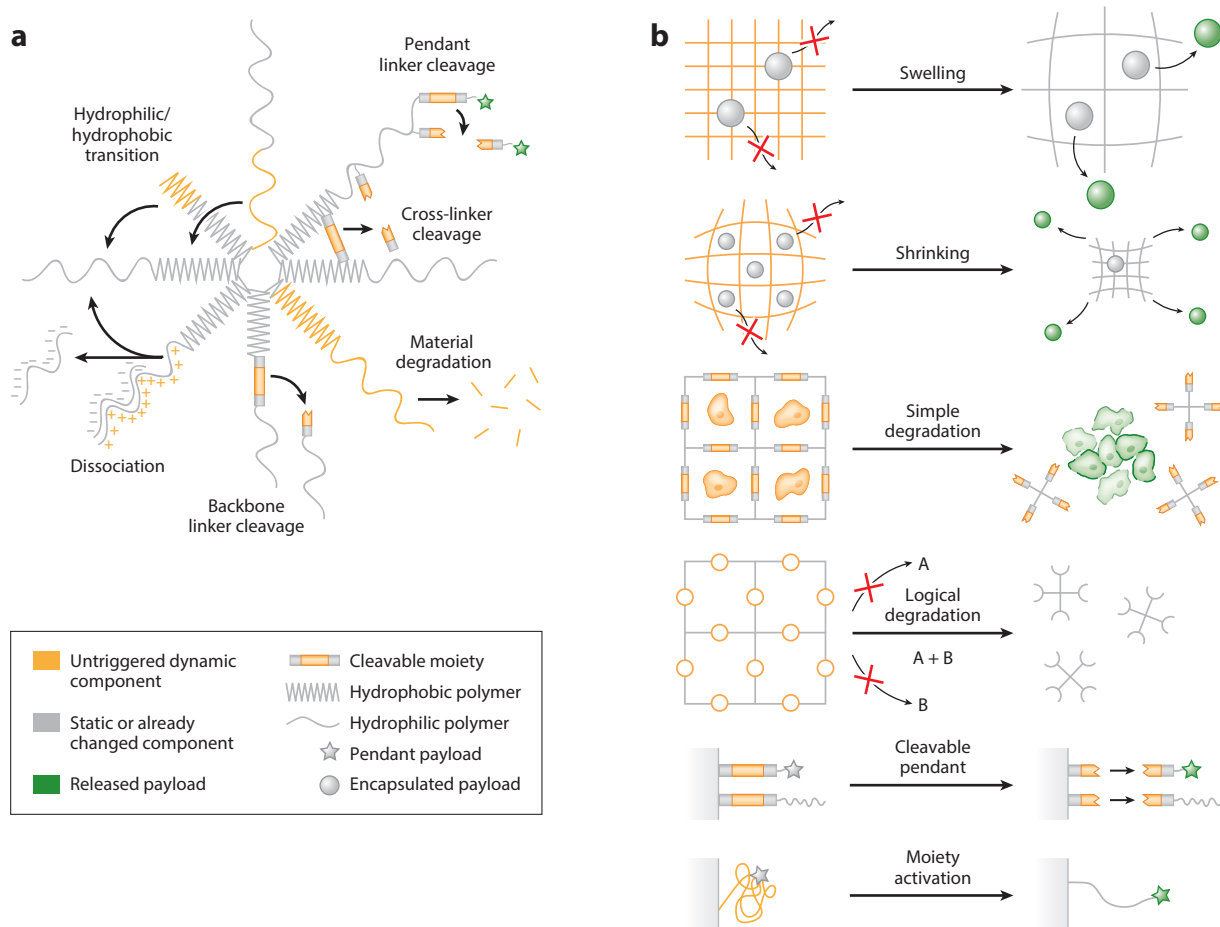 a
Pendant
linker cleavage
Hydrophilic/
hydrophobic
transition
Cross-linker
cleavage
Material
degradation
Dissociation
Backbone
linker cleavage
Untriggered dynamic
component
Static or already
changed component
Released payload
Cleavable moiety
Hydrophobic polymer
Hydrophilic polymer
Pendant payload
Encapsulated payload
b
Swelling
Shrinking
Simple
degradation
A
Logical
degradation
A + B
B
Cleavable
pendant
Moiety
activation